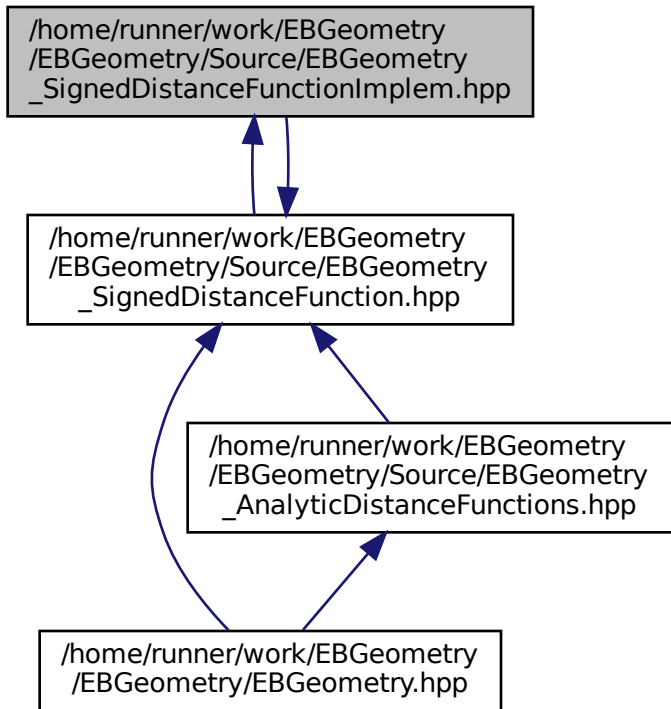 /home/runner/work/EBGeometry
/EBGeometry/Source/EBGeometry
_SignedDistanceFunctionImplem.hpp
/home/runner/work/EBGeometry
/EBGeometry/Source/EBGeometry
_SignedDistanceFunction.hpp
/home/runner/work/EBGeometry
/EBGeometry/Source/EBGeometry
_AnalyticDistanceFunctions.hpp
/home/runner/work/EBGeometry
/EBGeometry/EBGeometry.hpp